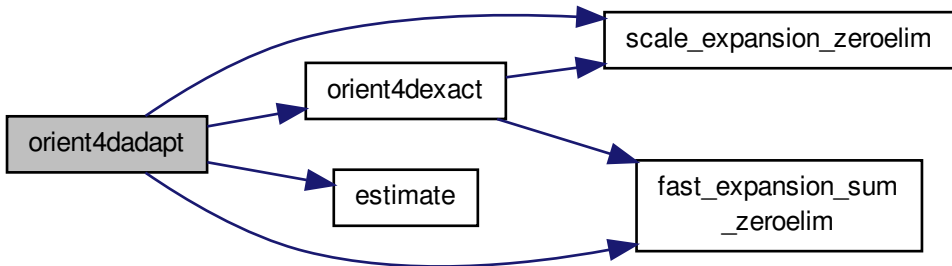 scale_expansion_zeroelim
orient4dexact
orient4dadapt
estimate
fast_expansion_sum
_zeroelim